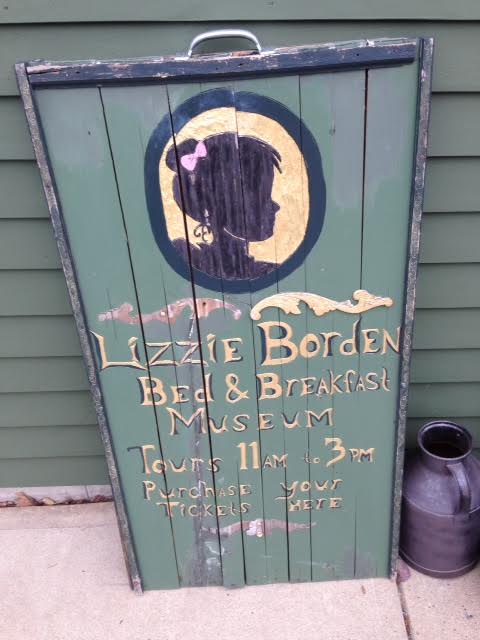 Lizzie Borden
Bed & Breakfast
Museum
Tours 11AM to 3PM
Purchase your
Tickets HERE